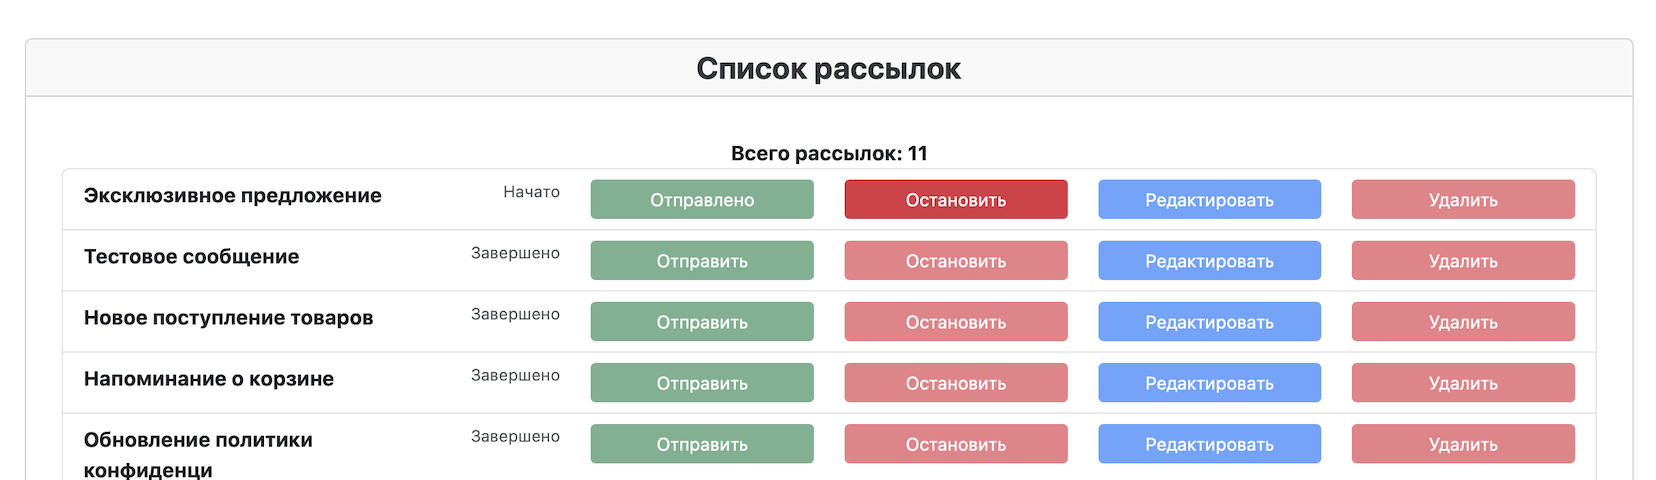 Список рассылок
Всего рассылок: 11
Эксклюзивное предложение Начато Отправлено Остановить Редактировать Удалить
Тестовое сообщение Завершено Отправить Остановить Редактировать Удалить
Новое поступление товаров Завершено Отправить Остановить Редактировать Удалить
Напоминание о корзине Завершено Отправить Остановить Редактировать Удалить
Обновление политики Завершено Отправить Остановить Редактировать Удалить
конфиденци